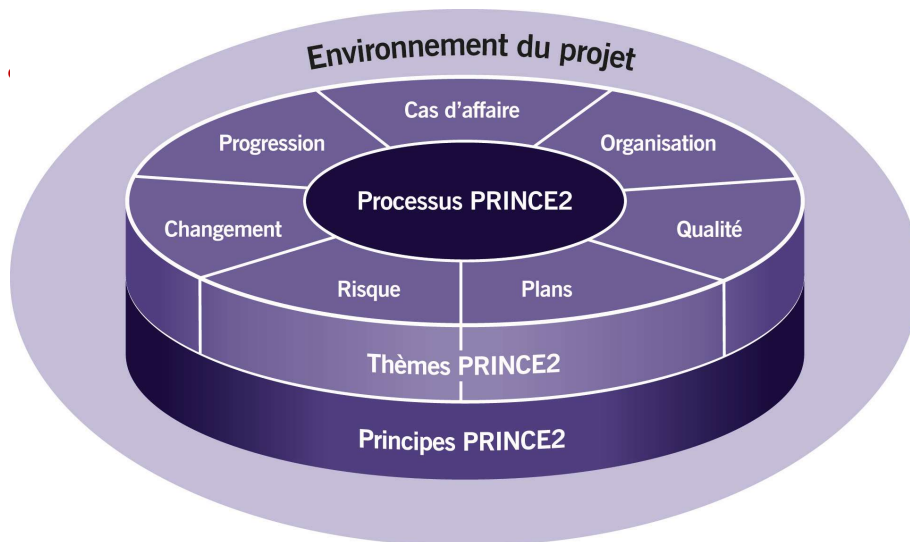 Environnement du projet
Cas d'affaire
Progression
Organisation
Processus PRINCE2
Changement
Qualité
Risque
Plans
Thèmes PRINCE2
Principes PRINCE2